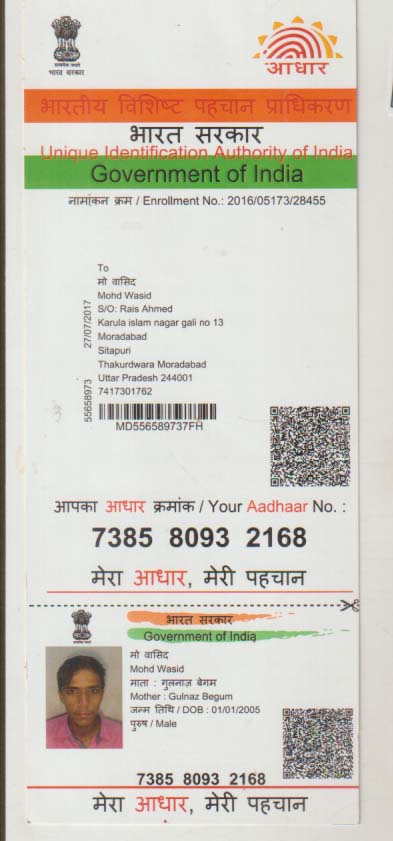 सत्यमेव जयते
भारत सरकार
आधार
भारतीय विशिष्ट पहचान प्राधिकरण
भारत सरकार
Unique Identification Authority of India
Government of India
नामांकन क्रम / Enrollment No.: 2016/05173/28455
27/07/2017
55658973
To
मो वासिद
Mohd Wasid
S/O: Rais Ahmed
Karula islam nagar gali no 13
Moradabad
Sitapuri
Thakurdwara Moradabad
Uttar Pradesh 244001
7417301762
MD556589737FH
आपका आधार क्रमांक / Your Aadhaar No. :
7385 8093 2168
मेरा आधार, मेरी पहचान
भारत सरकार
Government of India
मो वासिद
Mohd Wasid
माता : गुलनाज़ बेगम
Mother : Gulnaz Begum
जन्म तिथि / DOB : 01/01/2005
पुरुष / Male
7385 8093 2168
मेरा आधार, मेरी पहचान